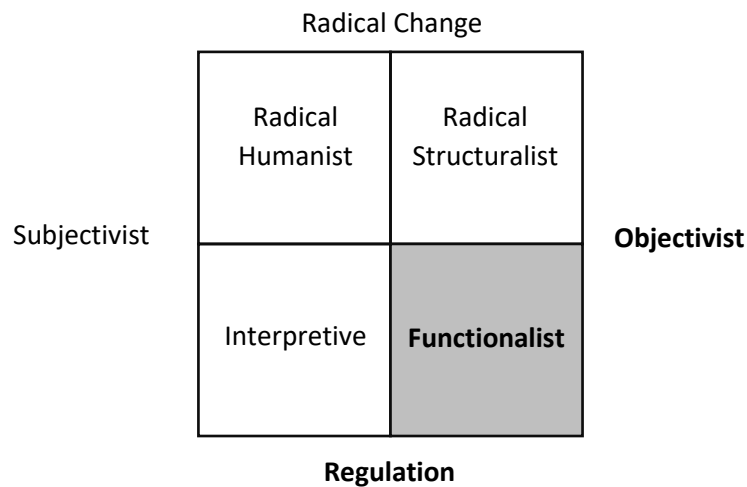 Radical Change
Radical
Humanist
Radical
Structuralist
Subjectivist
Objectivist
Interpretive
Functionalist
Regulation